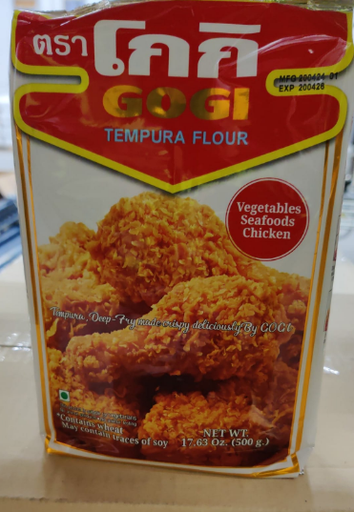 ตรา โกกิ
MFG 200424 01
EXP 200426
GOGI
TEMPURA FLOUR
Vegetables
Seafoods
Chicken
Tempura, Deep-Fry made crispy deliciously By GOGI
*Contains wheat
May contain traces of soy
NET WT.
17.63 Oz. (500 g.)